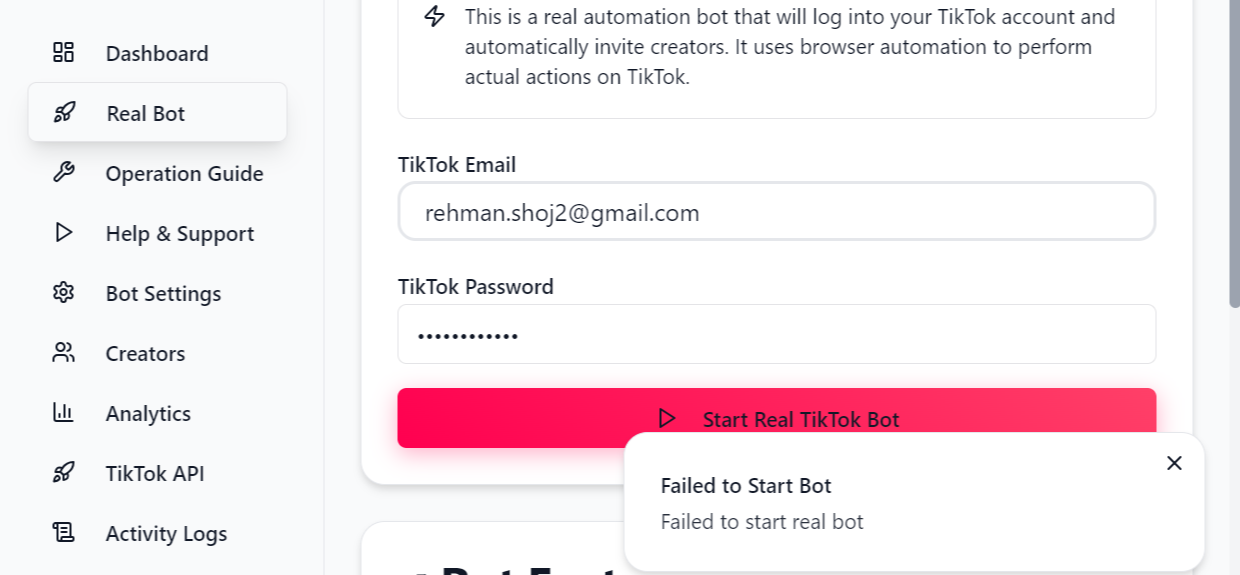 Dashboard
Real Bot
Operation Guide
Help & Support
Bot Settings
Creators
Analytics
TikTok API
Activity Logs
This is a real automation bot that will log into your TikTok account and
automatically invite creators. It uses browser automation to perform
actual actions on TikTok.
TikTok Email
rehman.shoj2@gmail.com
TikTok Password
••••••••••••
Start Real TikTok Bot
Failed to Start Bot
Failed to start real bot